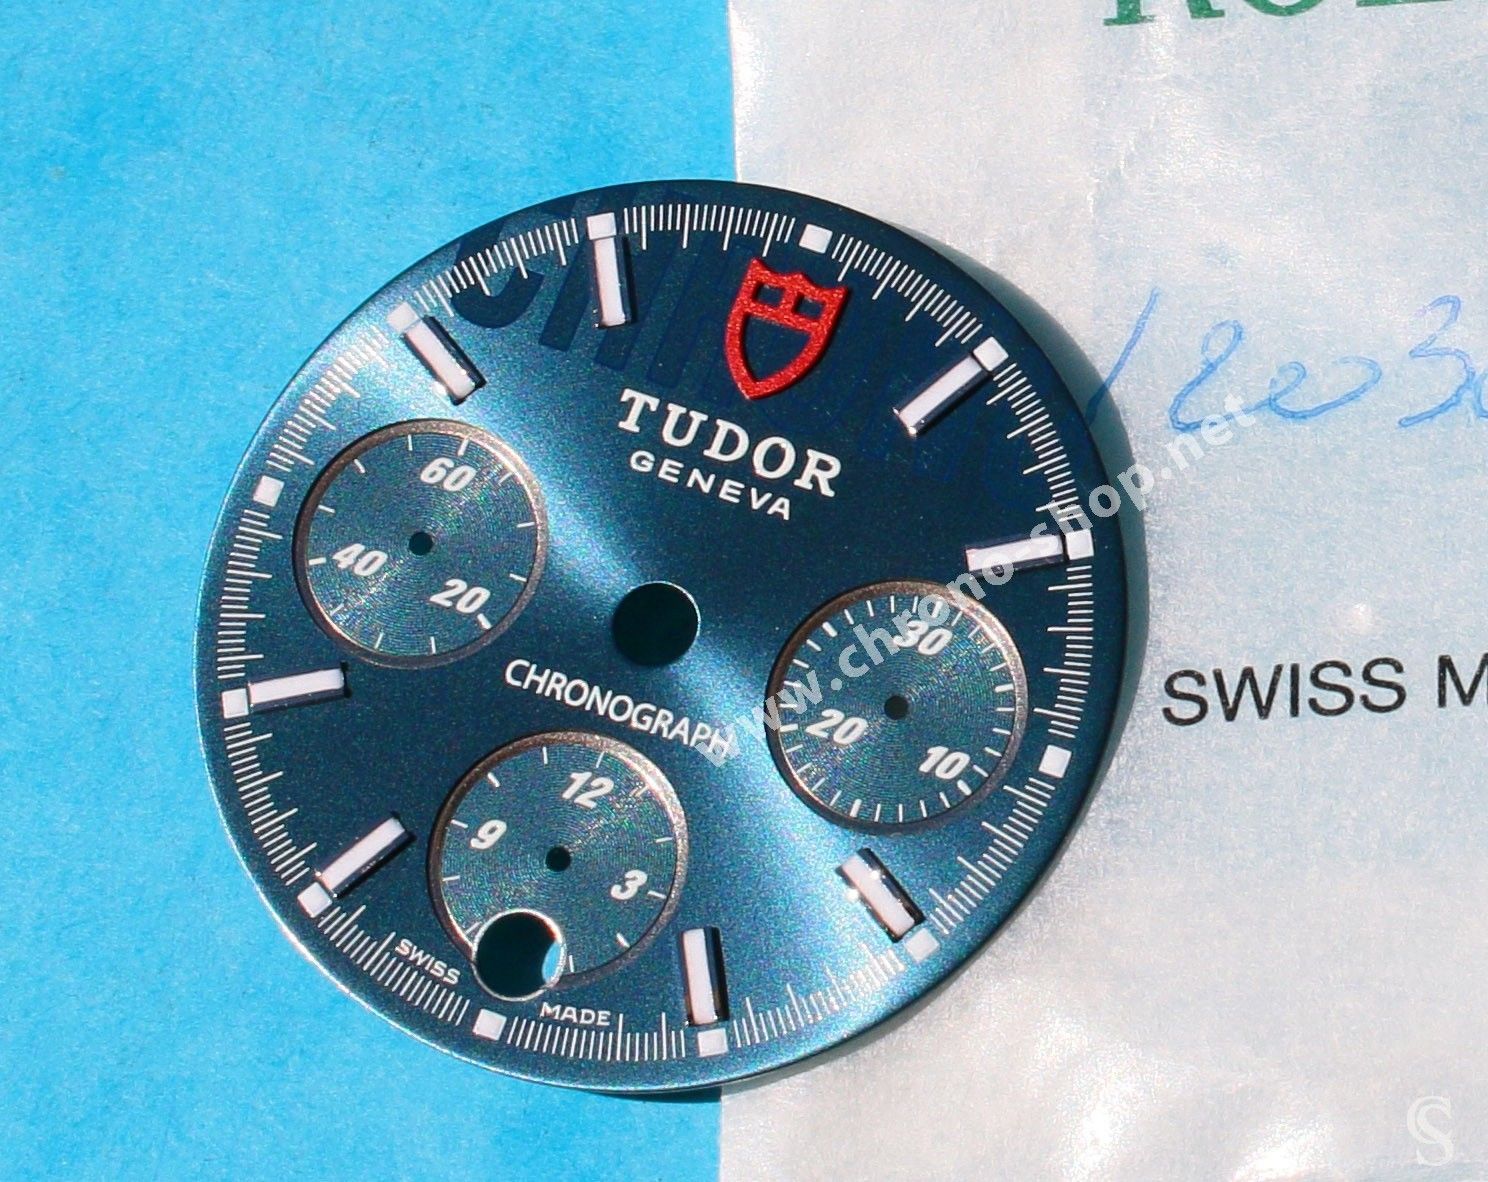 TUDOR
GENEVA
CHRONOGRAPH
60
40
20
30
20
10
12
9
3
SWISS MADE
SWISS M
www.chrono-shop.net
CS